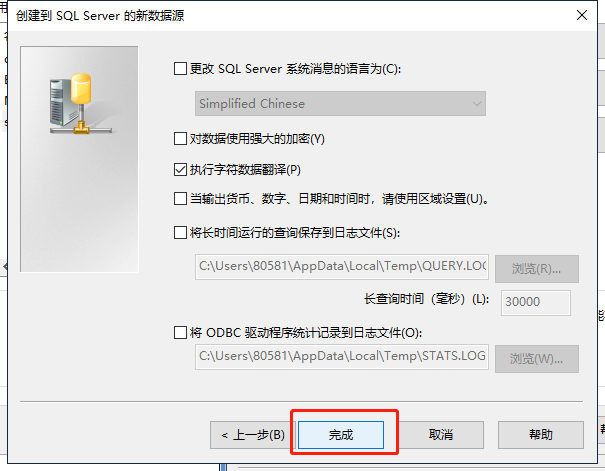 创建到 SQL Server 的新数据源
更改 SQL Server 系统消息的语言为(C):
Simplified Chinese
对数据使用强大的加密(Y)
执行字符数据翻译(P)
当输出货币、数字、日期和时间时，请使用区域设置(U)。
将长时间运行的查询保存到日志文件(S):
C:\Users\80581\AppData\Local\Temp\QUERY.LOG
浏览(R)...
长查询时间（毫秒）(L):
30000
将 ODBC 驱动程序统计记录到日志文件(O):
C:\Users\80581\AppData\Local\Temp\STATS.LOG
浏览(W)...
< 上一步(B)
完成
取消
帮助